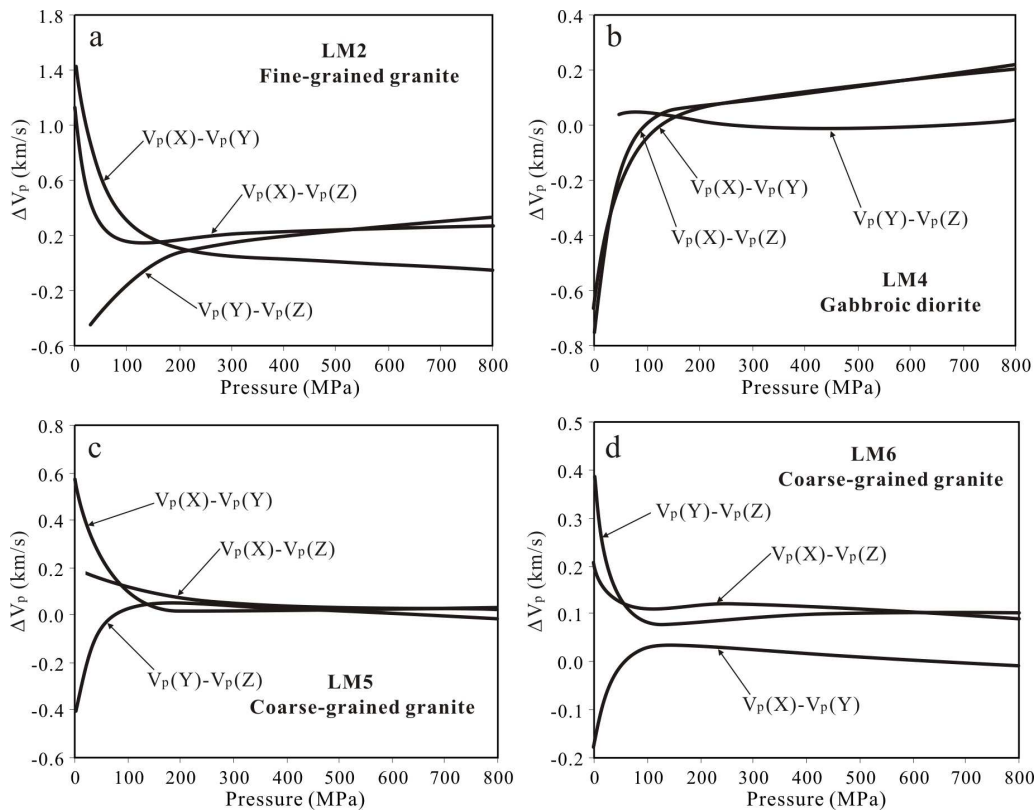 a
LM2
Fine-grained granite
Vp(X)-Vp(Y)
Vp(X)-Vp(Z)
Vp(Y)-Vp(Z)
ΔVp (km/s)
1.8
1.4
1.0
0.6
0.2
-0.2
-0.6
0 100 200 300 400 500 600 700 800
Pressure (MPa)
b
Vp(X)-Vp(Y)
Vp(X)-Vp(Z)
Vp(Y)-Vp(Z)
LM4
Gabbroic diorite
ΔVp (km/s)
0.4
0.2
0.0
-0.2
-0.4
-0.6
-0.8
0 100 200 300 400 500 600 700 800
Pressure (MPa)
c
Vp(X)-Vp(Y)
Vp(X)-Vp(Z)
Vp(Y)-Vp(Z)
LM5
Coarse-grained granite
ΔVp (km/s)
0.8
0.6
0.4
0.2
0.0
-0.2
-0.4
-0.6
0 100 200 300 400 500 600 700 800
Pressure (MPa)
d
LM6
Coarse-grained granite
Vp(Y)-Vp(Z)
Vp(X)-Vp(Z)
Vp(X)-Vp(Y)
ΔVp (km/s)
0.5
0.4
0.3
0.2
0.1
0.0
-0.1
-0.2
0 100 200 300 400 500 600 700 800
Pressure (MPa)